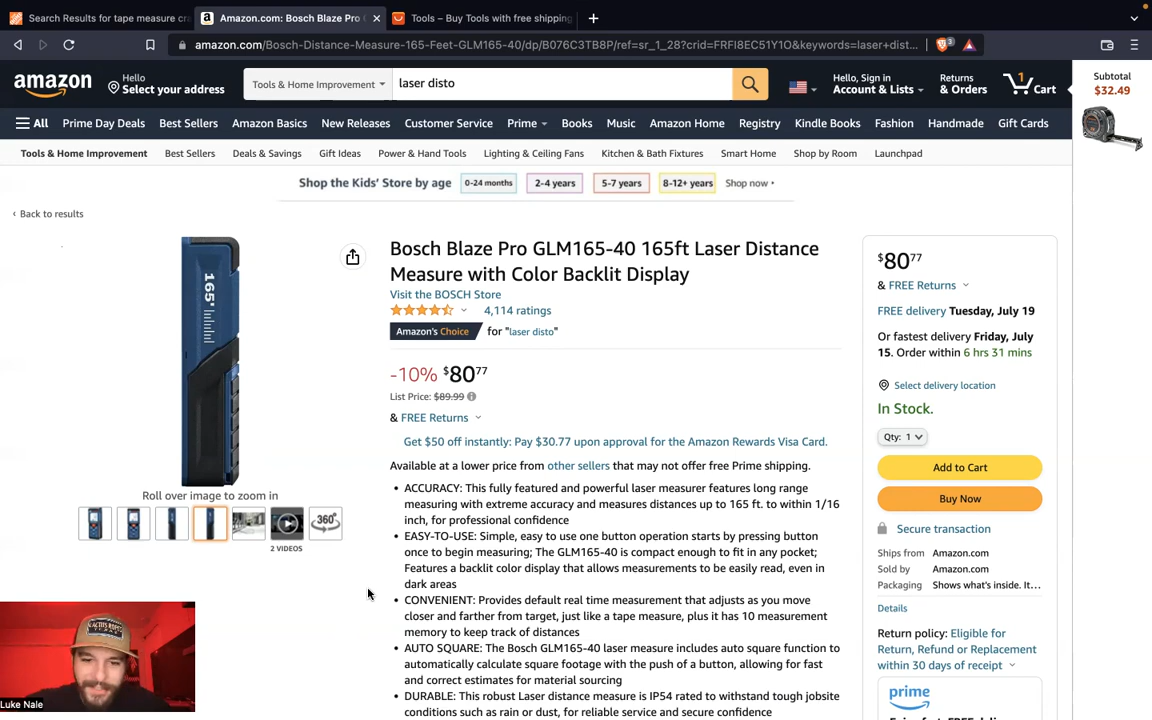 Search Results for tape measure cra
Amazon.com: Bosch Blaze Pro
Tools – Buy Tools with free shipping
amazon.com/Bosch-Distance-Measure-165-Feet-GLM165-40/dp/B076C3TB8P/ref=sr_1_28?crid=FRFI8EC51Y1O&keywords=laser+dist...
3
amazon
Hello
Select your address
Tools & Home Improvement
laser disto
Hello, Sign in
Account & Lists
Returns
& Orders
1
Cart
Subtotal
$32.49
All
Prime Day Deals
Best Sellers
Amazon Basics
New Releases
Customer Service
Prime
Books
Music
Amazon Home
Registry
Kindle Books
Fashion
Handmade
Gift Cards
Tools & Home Improvement
Best Sellers
Deals & Savings
Gift Ideas
Power & Hand Tools
Lighting & Ceiling Fans
Kitchen & Bath Fixtures
Smart Home
Shop by Room
Launchpad
Shop the Kids' Store by age
0-24 months
2-4 years
5-7 years
8-12+ years
Shop now
‹ Back to results
165'
Roll over image to zoom in
360°
2 VIDEOS
Bosch Blaze Pro GLM165-40 165ft Laser Distance
Measure with Color Backlit Display
Visit the BOSCH Store
4,114 ratings
Amazon's Choice
for "laser disto"
-10% $8077
List Price: $89.99
& FREE Returns
Get $50 off instantly: Pay $30.77 upon approval for the Amazon Rewards Visa Card.
Available at a lower price from other sellers that may not offer free Prime shipping.
• ACCURACY: This fully featured and powerful laser measurer features long range
measuring with extreme accuracy and measures distances up to 165 ft. to within 1/16
inch, for professional confidence
• EASY-TO-USE: Simple, easy to use one button operation starts by pressing button
once to begin measuring; The GLM165-40 is compact enough to fit in any pocket;
Features a backlit color display that allows measurements to be easily read, even in
dark areas
• CONVENIENT: Provides default real time measurement that adjusts as you move
closer and farther from target, just like a tape measure, plus it has 10 measurement
memory to keep track of distances
• AUTO SQUARE: The Bosch GLM165-40 laser measure includes auto square function to
automatically calculate square footage with the push of a button, allowing for fast
and correct estimates for material sourcing
• DURABLE: This robust Laser distance measure is IP54 rated to withstand tough jobsite
conditions such as rain or dust, for reliable service and secure confidence
$8077
& FREE Returns
FREE delivery Tuesday, July 19
Or fastest delivery Friday, July
15. Order within 6 hrs 31 mins
Select delivery location
In Stock.
Qty: 1
Add to Cart
Buy Now
Secure transaction
Ships from Amazon.com
Sold by Amazon.com
Packaging Shows what's inside. It...
Details
Return policy: Eligible for
Return, Refund or Replacement
within 30 days of receipt
prime
Luke Nale